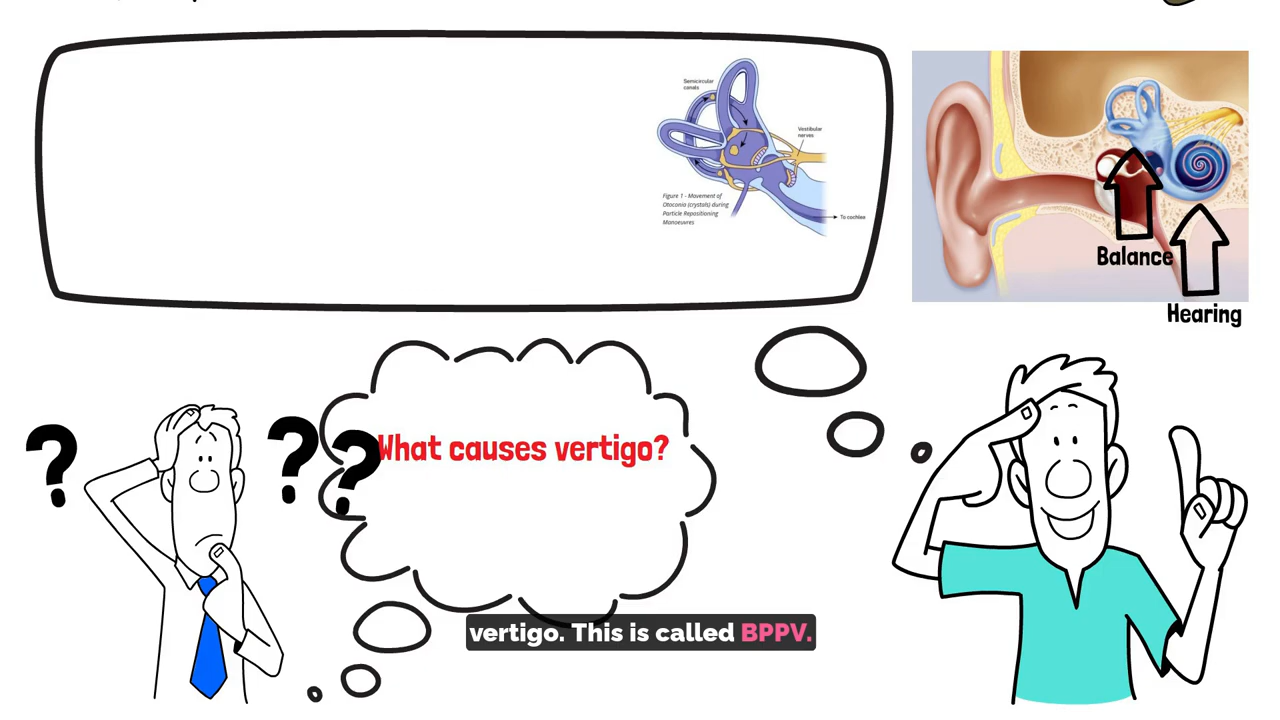 Semicircular
canals
Vestibular
nerves
Figure 1 - Movement of
Otoconia (crystals) during
Particle Repositioning
Manoeuvres
To cochlea
Balance
Hearing
? ? ?
What causes vertigo?
vertigo. This is called BPPV.